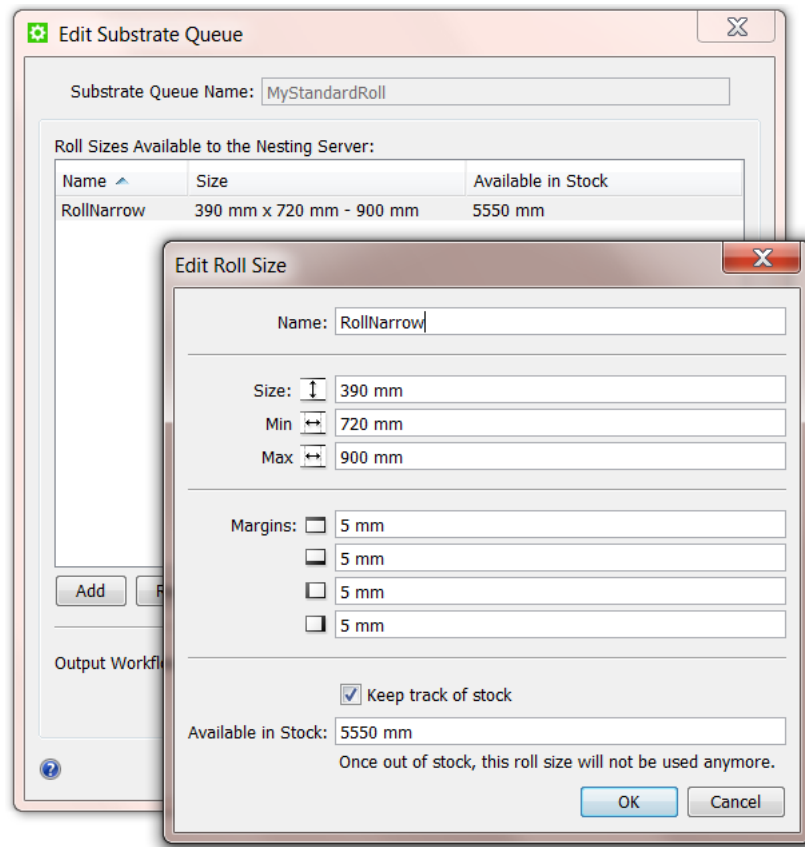 Edit Substrate Queue
Substrate Queue Name: MyStandardRoll
Roll Sizes Available to the Nesting Server:
Name Size Available in Stock
RollNarrow 390 mm x 720 mm - 900 mm 5550 mm
Edit Roll Size
Name: RollNarrow
Size: 390 mm
Min 720 mm
Max 900 mm
Margins: 5 mm
5 mm
5 mm
5 mm
Add
Keep track of stock
Available in Stock: 5550 mm
Once out of stock, this roll size will not be used anymore.
OK Cancel